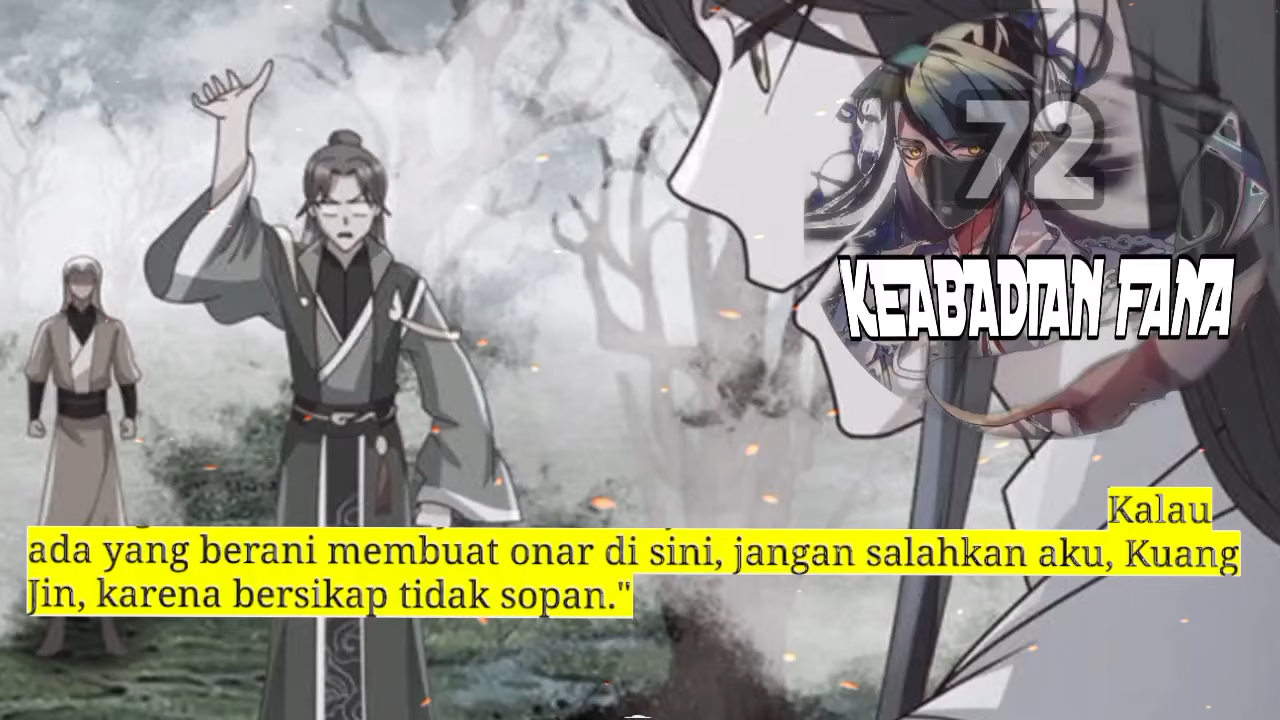 72
KEABADIAN FANA
Kalau
ada yang berani membuat onar di sini, jangan salahkan aku, Kuang
Jin, karena bersikap tidak sopan."